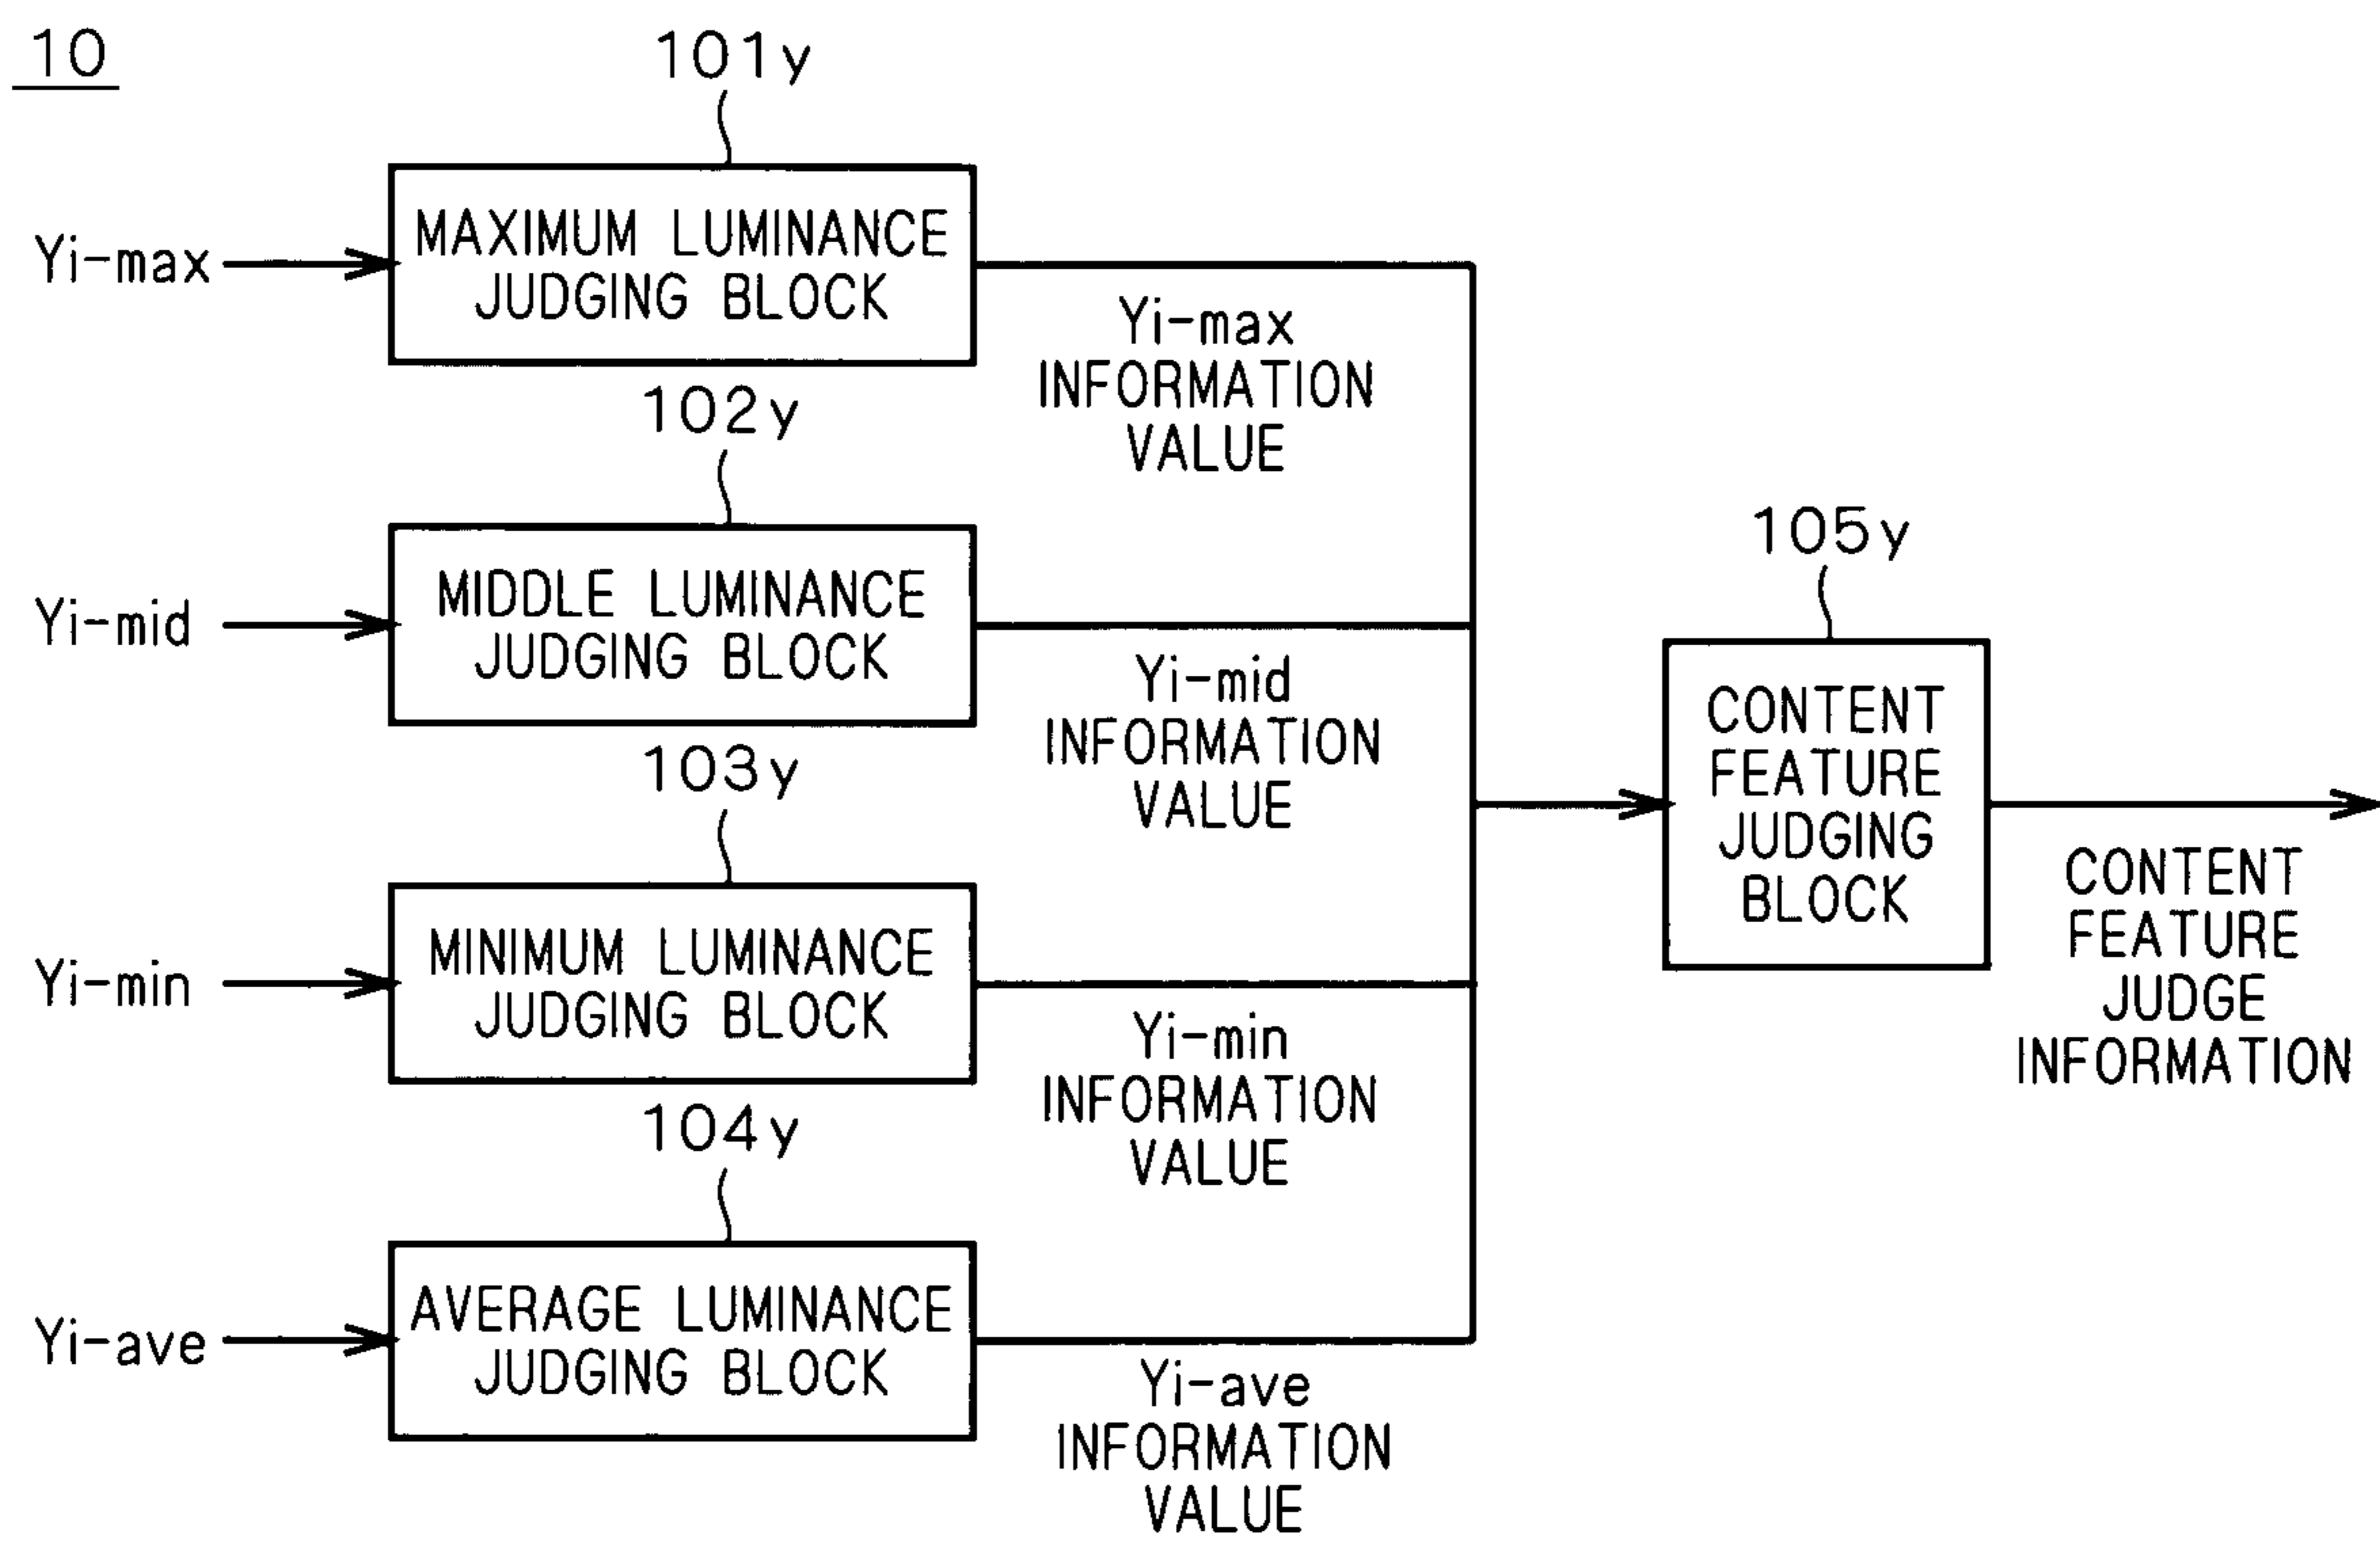 10
101y
Yi-max
MAXIMUM LUMINANCE
JUDGING BLOCK
Yi-max
INFORMATION
VALUE
102y
Yi-mid
MIDDLE LUMINANCE
JUDGING BLOCK
Yi-mid
INFORMATION
VALUE
103y
Yi-min
MINIMUM LUMINANCE
JUDGING BLOCK
Yi-min
INFORMATION
VALUE
104y
Yi-ave
AVERAGE LUMINANCE
JUDGING BLOCK
Yi-ave
INFORMATION
VALUE
105y
CONTENT
FEATURE
JUDGING
BLOCK
CONTENT
FEATURE
JUDGE
INFORMATION